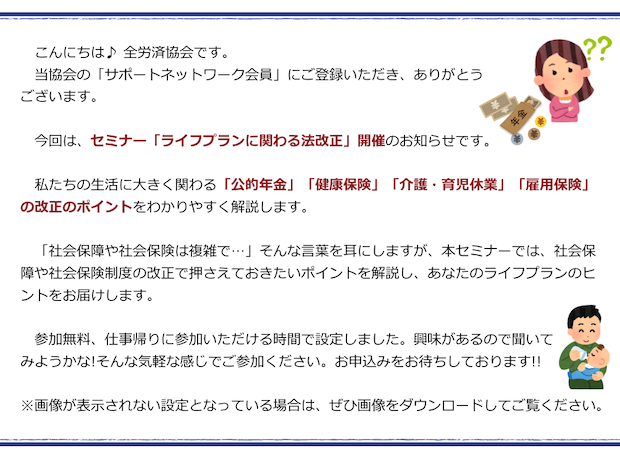 こんにちは♪ 全労済協会です。
当協会の「サポートネットワーク会員」にご登録いただき、ありがとう
ございます。
今回は、セミナー「ライフプランに関わる法改正」開催のお知らせです。
私たちの生活に大きく関わる「公的年金」「健康保険」「介護・育児休業」「雇用保険」
の改正のポイントをわかりやすく解説します。
「社会保障や社会保険は複雑で…」そんな言葉を耳にしますが、本セミナーでは、社会保
障や社会保険制度の改正で押さえておきたいポイントを解説し、あなたのライフプランのヒ
ントをお届けします。
参加無料、仕事帰りに参加いただける時間で設定しました。興味があるので聞いて
みようかな!そんな気軽な感じでご参加ください。お申込みをお待ちしております!!
※画像が表示されない設定となっている場合は、ぜひ画像をダウンロードしてご覧ください。
??
年金
¥
¥
¥
¥